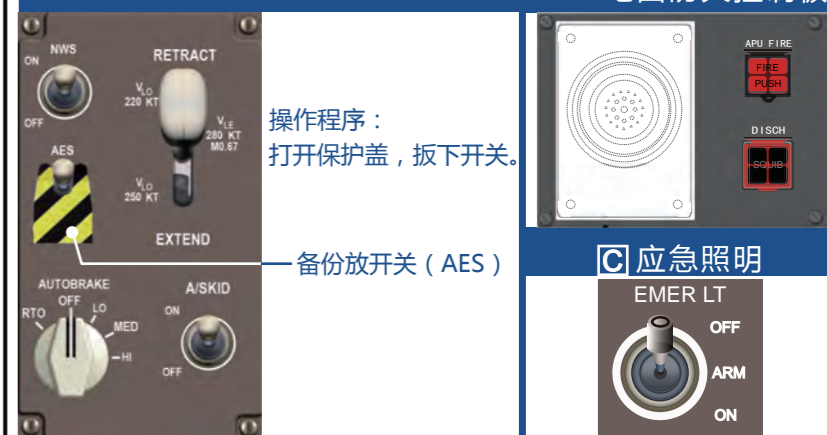 NWS
ON
OFF
RETRACT
VLO
220 KT
VLE
280 KT
M0.67
VLO
250 KT
EXTEND
AES
AUTOBRAKE
OFF
RTO
LO
MED
HI
A/SKID
ON
OFF
操作程序：
打开保护盖，扳下开关。
备份放开关（AES）
APU FIRE
FIRE
PUSH
DISCH
SQUIB
C 应急照明
EMER LT
OFF
ARM
ON